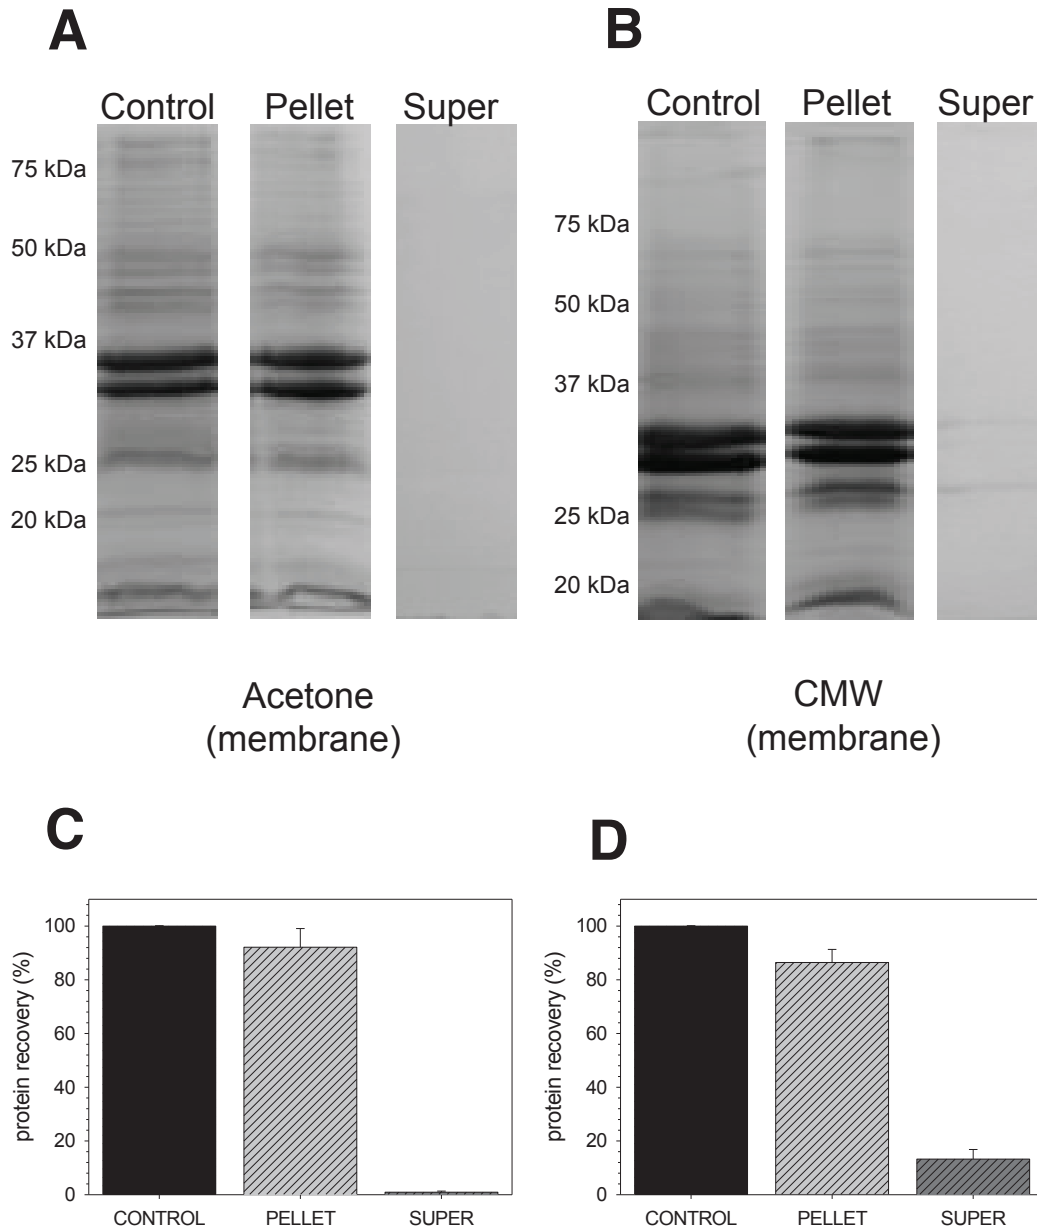 A
B
Control Pellet Super
Control Pellet Super
75 kDa
50 kDa
37 kDa
25 kDa
20 kDa
75 kDa
50 kDa
37 kDa
25 kDa
20 kDa
Acetone
(membrane)
CMW
(membrane)
C
D
protein recovery (%)
100
80
60
40
20
0
CONTROL PELLET SUPER
protein recovery (%)
100
80
60
40
20
0
CONTROL PELLET SUPER